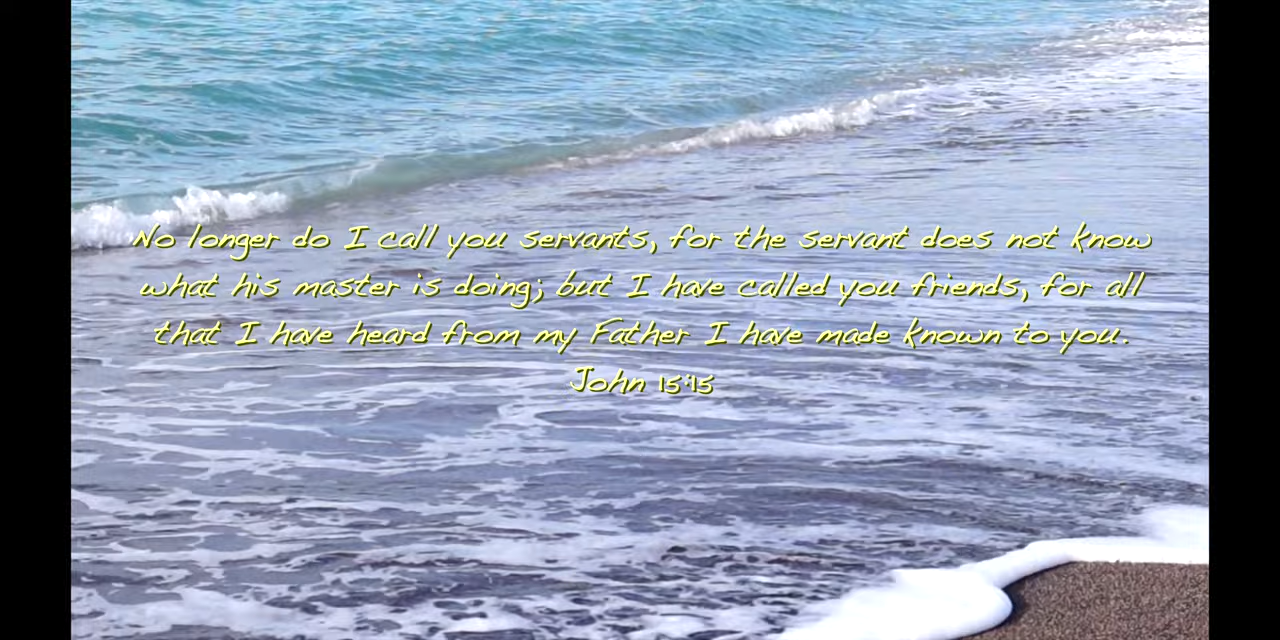 No longer do I call you servants, for the servant does not know
what his master is doing; but I have called you friends, for all
that I have heard from my Father I have made known to you.
John 15:15